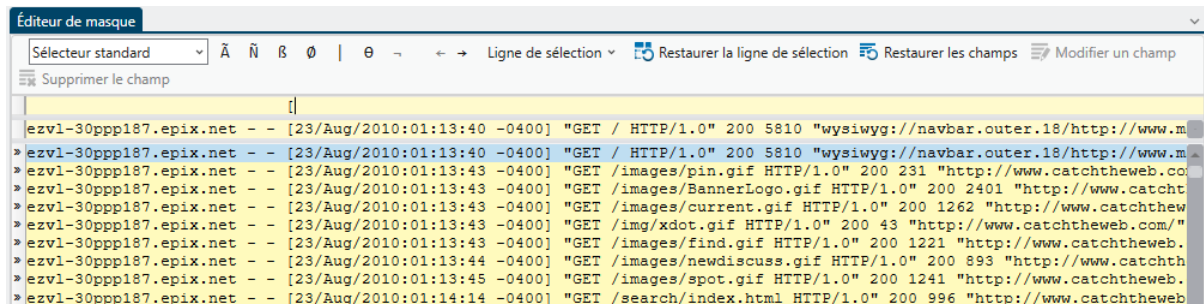 Éditeur de masque
Sélecteur standard Ã Ñ ß Ø | Ө ¬ ← → Ligne de sélection Restaurer la ligne de sélection Restaurer les champs Modifier un champ
Supprimer le champ
[
ezvl-30ppp187.epix.net - - [23/Aug/2010:01:13:40 -0400] "GET / HTTP/1.0" 200 5810 "wysiwyg://navbar.outer.18/http://www.m
» ezvl-30ppp187.epix.net - - [23/Aug/2010:01:13:40 -0400] "GET / HTTP/1.0" 200 5810 "wysiwyg://navbar.outer.18/http://www.m
» ezvl-30ppp187.epix.net - - [23/Aug/2010:01:13:43 -0400] "GET /images/pin.gif HTTP/1.0" 200 231 "http://www.catchtheweb.co
» ezvl-30ppp187.epix.net - - [23/Aug/2010:01:13:43 -0400] "GET /images/BannerLogo.gif HTTP/1.0" 200 2401 "http://www.catcht
» ezvl-30ppp187.epix.net - - [23/Aug/2010:01:13:43 -0400] "GET /images/current.gif HTTP/1.0" 200 1262 "http://www.catchthew
» ezvl-30ppp187.epix.net - - [23/Aug/2010:01:13:43 -0400] "GET /img/xdot.gif HTTP/1.0" 200 43 "http://www.catchtheweb.com/"
» ezvl-30ppp187.epix.net - - [23/Aug/2010:01:13:43 -0400] "GET /images/find.gif HTTP/1.0" 200 1221 "http://www.catchtheweb.
» ezvl-30ppp187.epix.net - - [23/Aug/2010:01:13:44 -0400] "GET /images/newdiscuss.gif HTTP/1.0" 200 893 "http://www.catchth
» ezvl-30ppp187.epix.net - - [23/Aug/2010:01:13:45 -0400] "GET /images/spot.gif HTTP/1.0" 200 1241 "http://www.catchtheweb.
» ezvl-30ppp187.epix.net - - [23/Aug/2010:01:14:14 -0400] "GET /search/index.html HTTP/1.0" 200 996 "http://www.catchtheweb